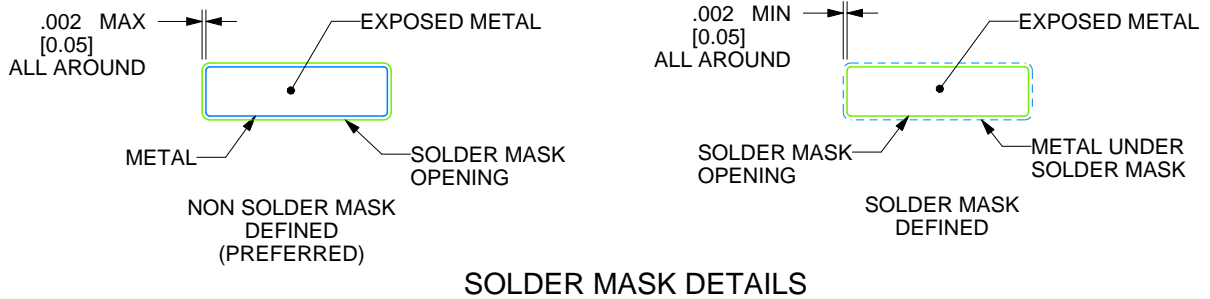 .002 MAX
[0.05]
ALL AROUND
EXPOSED METAL
METAL
SOLDER MASK
OPENING
NON SOLDER MASK
DEFINED
(PREFERRED)
.002 MIN
[0.05]
ALL AROUND
EXPOSED METAL
SOLDER MASK
OPENING
METAL UNDER
SOLDER MASK
SOLDER MASK
DEFINED
SOLDER MASK DETAILS